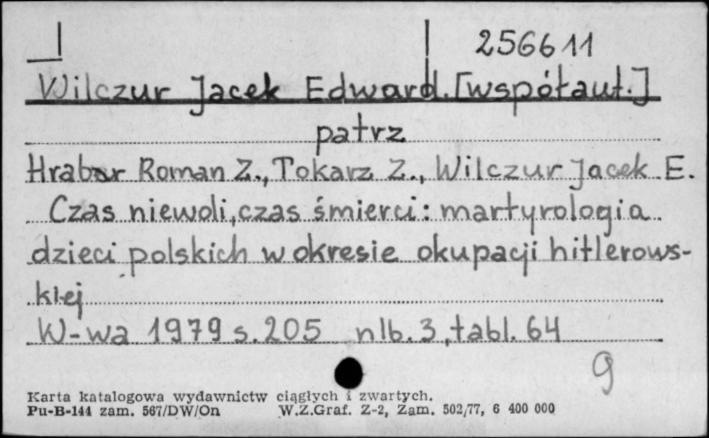 256611
Wilczur Jacek Edward. [współaut.]
patrz
Hrabar Roman Z., Tokarz Z., Wilczur Jacek E.
Czas niewoli, czas śmierci: martyrologia
dzieci polskich w okresie okupacji hitlerows-
kiej
W-wa 1979 s. 205 nlb. 3, tabl. 64
9
Karta katalogowa wydawnictw ciągłych i zwartych.
Pu-B-144 zam. 567/DW/On W.Z.Graf. Z-2, Zam. 502/77, 6 400 000